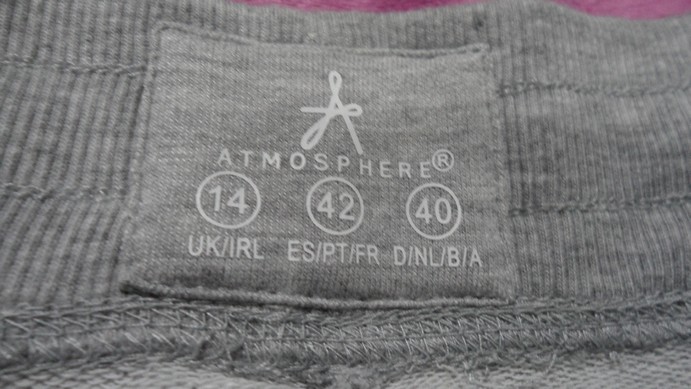 ATMOSPHERE®
14 42 40
UK/IRL ES/PT/FR D/NL/B/A